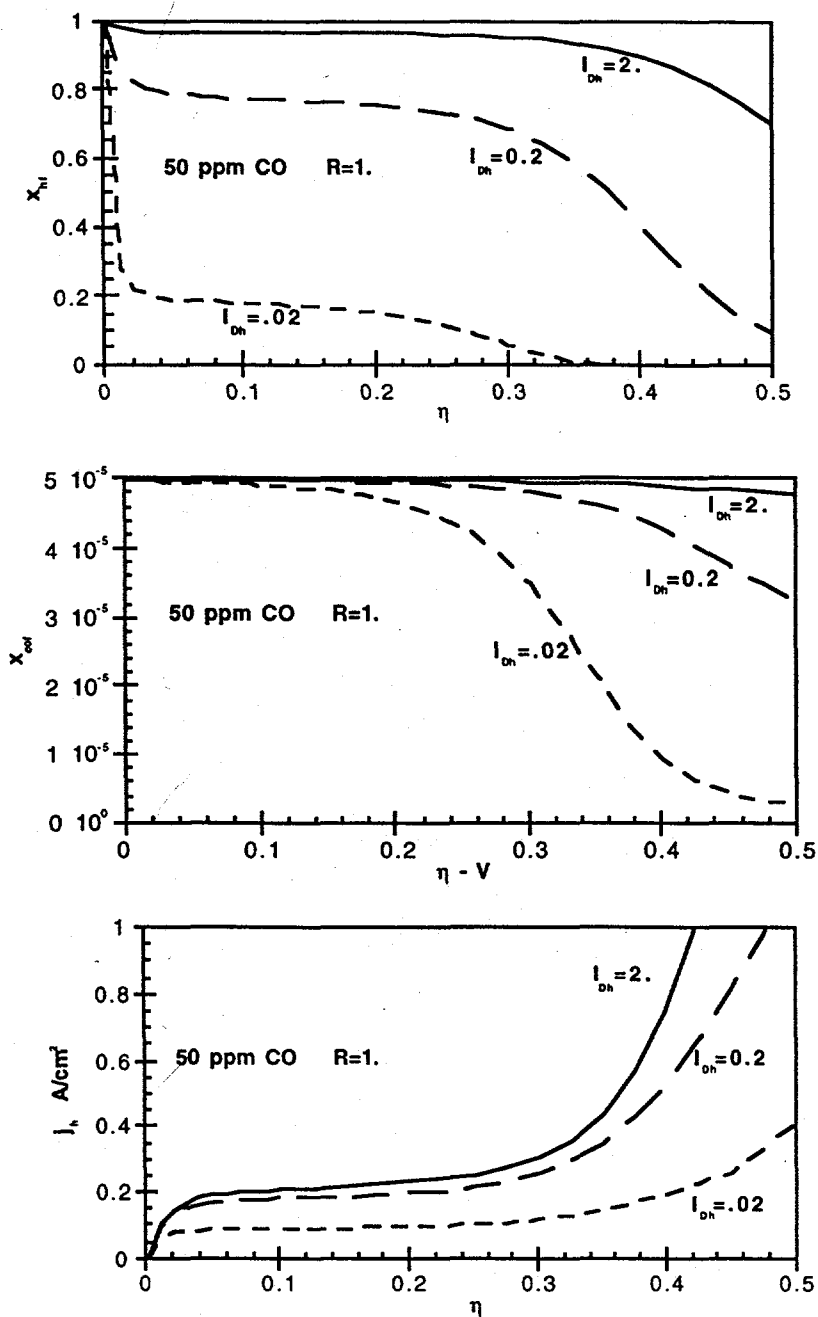 1
0.8
0.6
0.4
0.2
0
X_hi
I_Dh=2.
I_Dh=0.2
50 ppm CO R=1.
I_Dh=.02
0 0.1 0.2 0.3 0.4 0.5
η
5 10^-5
4 10^-5
3 10^-5
2 10^-5
1 10^-5
0 10^0
X_coi
I_Dh=2.
I_Dh=0.2
50 ppm CO R=1.
I_Dh=.02
0 0.1 0.2 0.3 0.4 0.5
η - V
1
0.8
0.6
0.4
0.2
0
j_h A/cm²
I_Dh=2.
50 ppm CO R=1.
I_Dh=0.2
I_Dh=.02
0 0.1 0.2 0.3 0.4 0.5
η